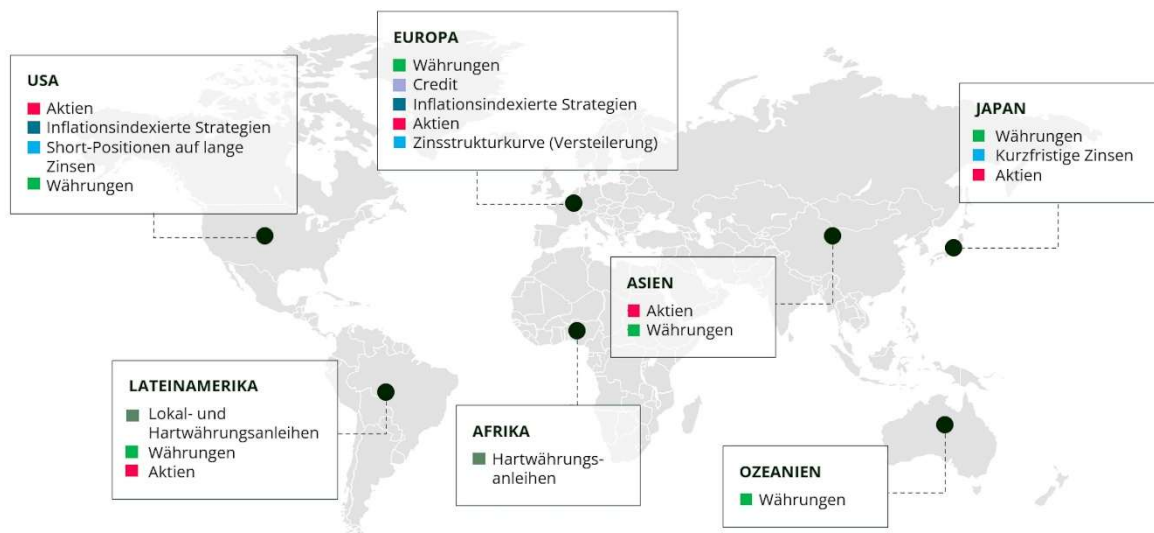 USA
Aktien
Inflationsindexierte Strategien
Short-Positionen auf lange
Zinsen
Währungen
EUROPA
Währungen
Credit
Inflationsindexierte Strategien
Aktien
Zinsstrukturkurve (Versteilerung)
JAPAN
Währungen
Kurzfristige Zinsen
Aktien
ASIEN
Aktien
Währungen
LATEINAMERIKA
Lokal- und
Hartwährungsanleihen
Währungen
Aktien
AFRIKA
Hartwährungs-
anleihen
OZEANIEN
Währungen